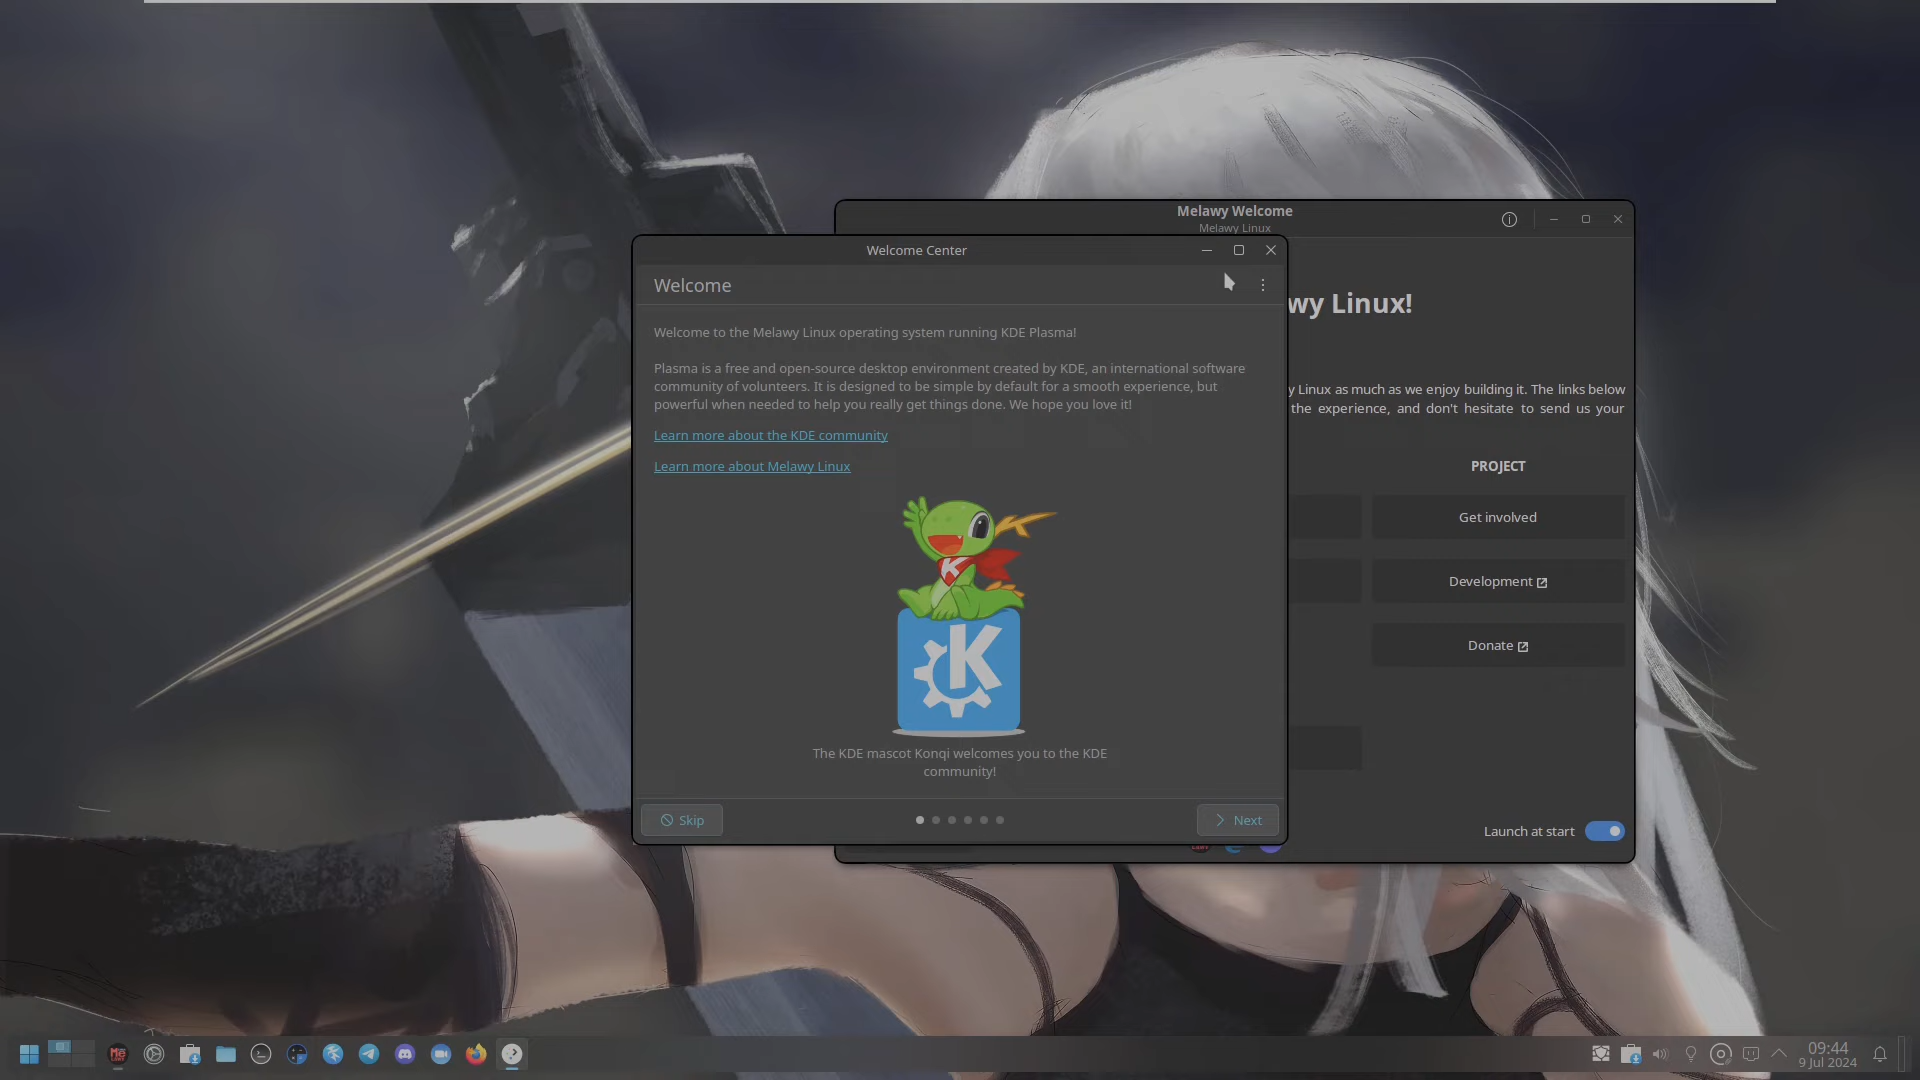 Melawy Welcome
Melawy Linux
Welcome Center
Welcome
Welcome to the Melawy Linux operating system running KDE Plasma!
Plasma is a free and open-source desktop environment created by KDE, an international software
community of volunteers. It is designed to be simple by default for a smooth experience, but
powerful when needed to help you really get things done. We hope you love it!
Learn more about the KDE community
Learn more about Melawy Linux
K
K
The KDE mascot Konqi welcomes you to the KDE
community!
Skip
Next
wy Linux!
y Linux as much as we enjoy building it. The links below
the experience, and don't hesitate to send us your
PROJECT
Get involved
Development
Donate
Launch at start
Me
09:44
9 Jul 2024